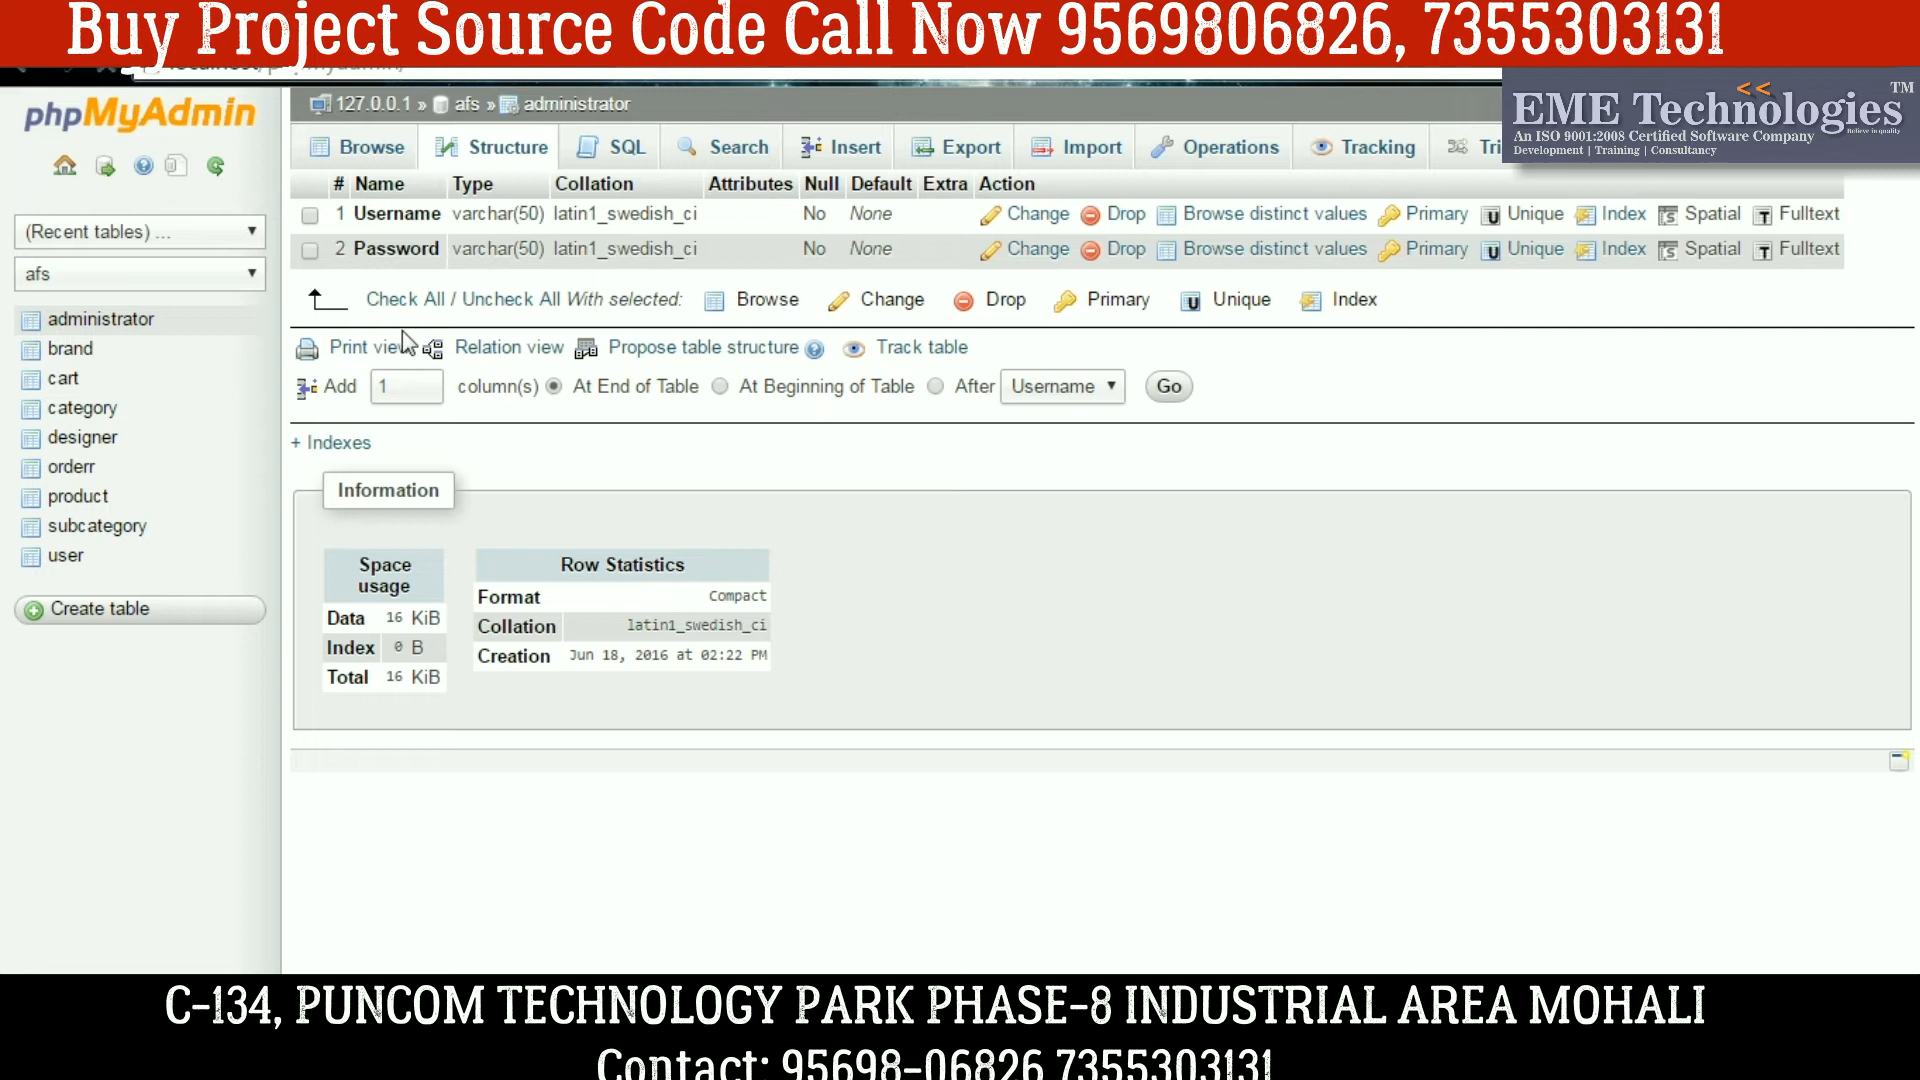 Buy Project Source Code Call Now 9569806826, 7355303131
EME Technologies TM
An ISO 9001:2008 Certified Software Company
Believe in quality
Development | Training | Consultancy
phpMyAdmin
127.0.0.1 » afs » administrator
Browse Structure SQL Search Insert Export Import Operations Tracking Tri
# Name Type Collation Attributes Null Default Extra Action
1 Username varchar(50) latin1_swedish_ci No None Change Drop Browse distinct values Primary Unique Index Spatial Fulltext
2 Password varchar(50) latin1_swedish_ci No None Change Drop Browse distinct values Primary Unique Index Spatial Fulltext
Check All / Uncheck All With selected: Browse Change Drop Primary Unique Index
Print view Relation view Propose table structure Track table
Add 1 column(s) At End of Table At Beginning of Table After Username Go
+ Indexes
Information
Space usage
Data 16 KiB
Index 0 B
Total 16 KiB
Row Statistics
Format Compact
Collation latin1_swedish_ci
Creation Jun 18, 2016 at 02:22 PM
(Recent tables) ...
afs
administrator
brand
cart
category
designer
orderr
product
subcategory
user
Create table
C-134, PUNCOM TECHNOLOGY PARK PHASE-8 INDUSTRIAL AREA MOHALI
Contact: 95698-06826 7355303131